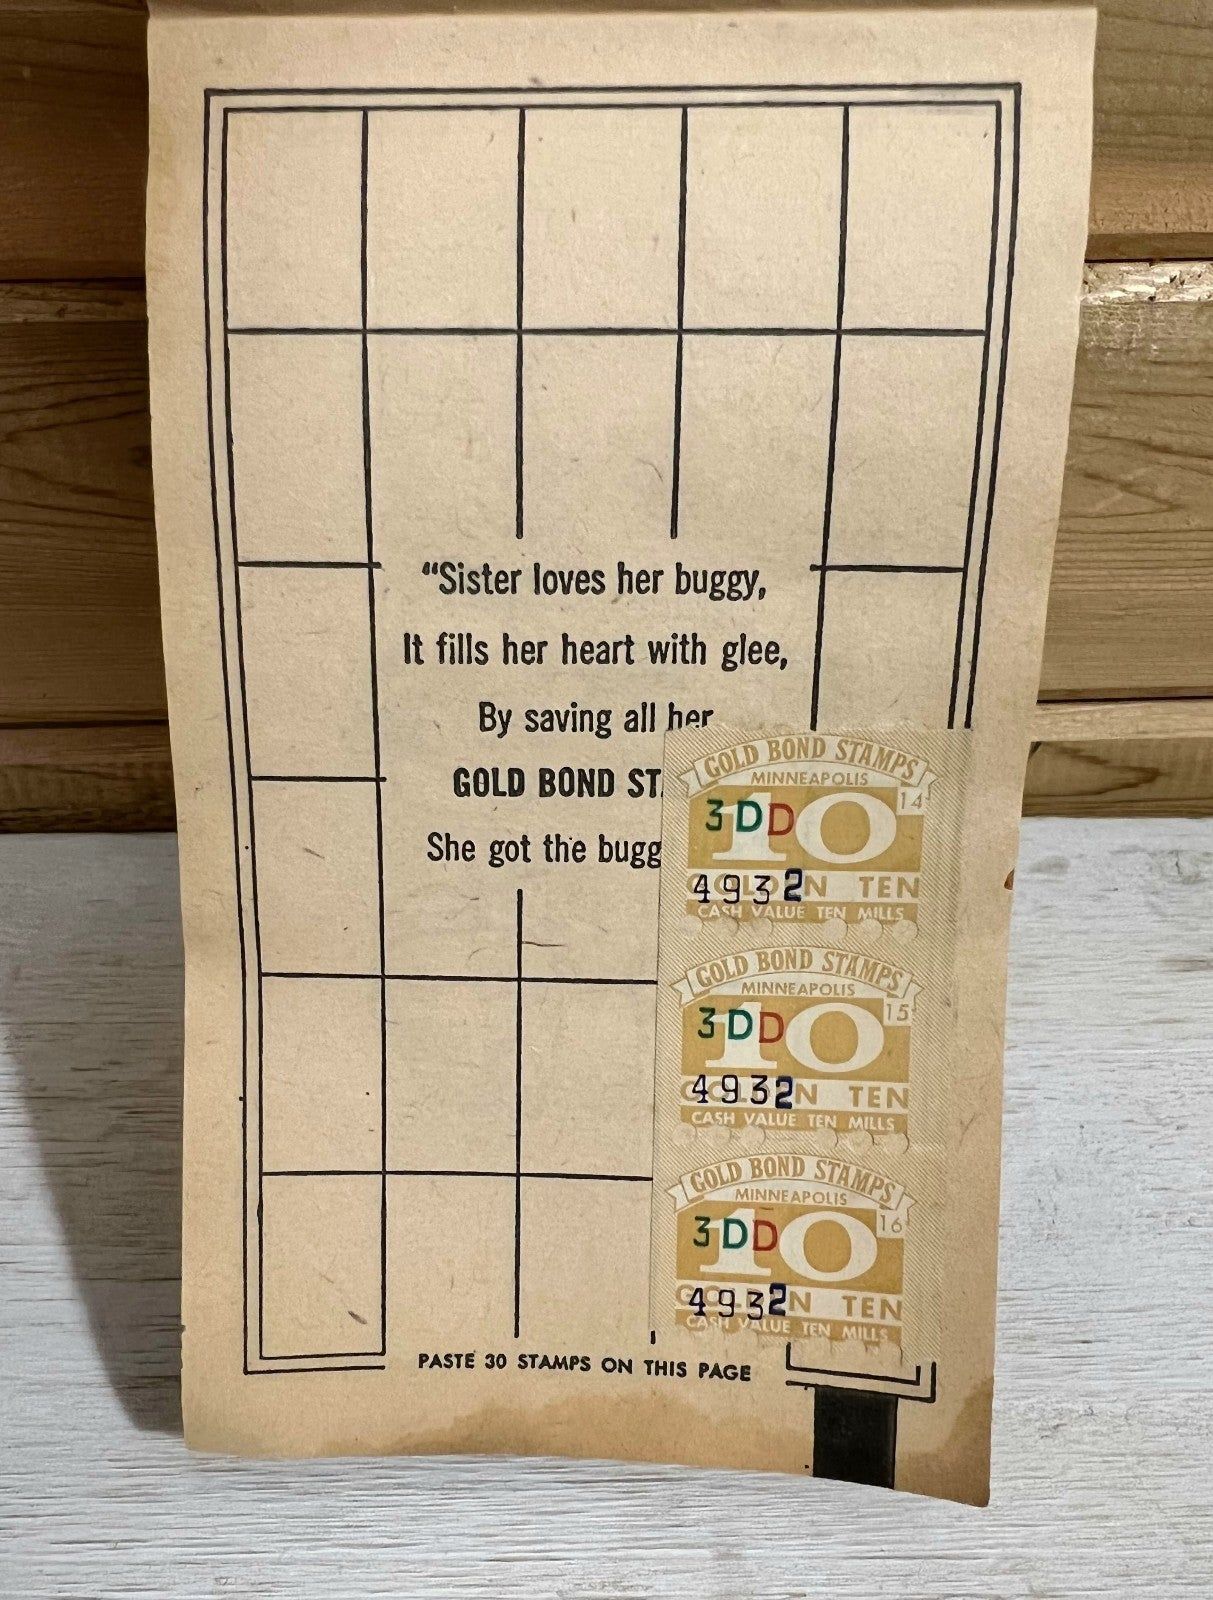 “Sister loves her buggy,
It fills her heart with glee,
By saving all her
GOLD BOND ST
She got the bugg
GOLD BOND STAMPS
MINNEAPOLIS
14
10
3DD
4932
GOLDEN TEN
CASH VALUE TEN MILLS
GOLD BOND STAMPS
MINNEAPOLIS
15
10
3DD
4932
GOLDEN TEN
CASH VALUE TEN MILLS
GOLD BOND STAMPS
MINNEAPOLIS
16
10
3DD
4932
GOLDEN TEN
CASH VALUE TEN MILLS
PASTE 30 STAMPS ON THIS PAGE